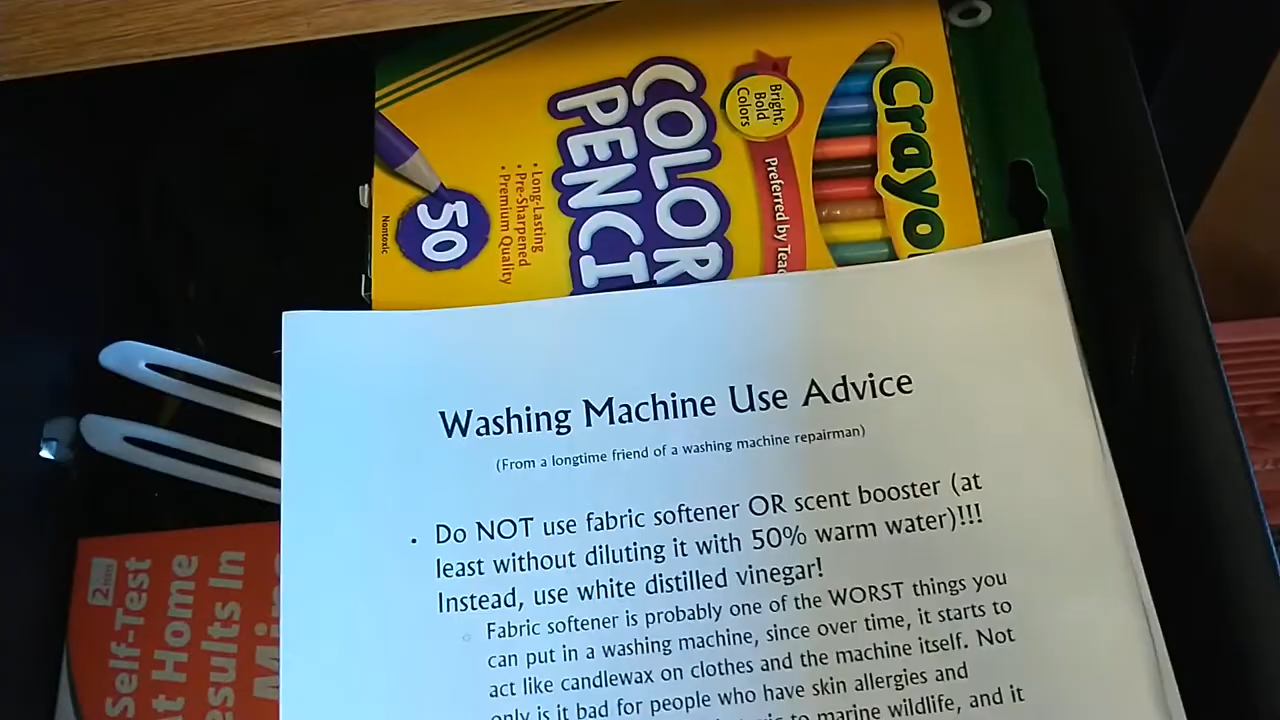 Crayo
COLOR
PENCI
Bright,
Bold
Colors
Preferred by
• Long-Lasting
• Pre-Sharpened
• Premium Quality
50
Nontoxic
Washing Machine Use Advice
(From a longtime friend of a washing machine repairman)
• Do NOT use fabric softener OR scent booster (at
least without diluting it with 50% warm water)!!!
Instead, use white distilled vinegar!
○ Fabric softener is probably one of the WORST things you
can put in a washing machine, since over time, it starts to
act like candlewax on clothes and the machine itself. Not
only is it bad for people who have skin allergies and
to marine wildlife, and it
2
Self-Test
t Home
esults In